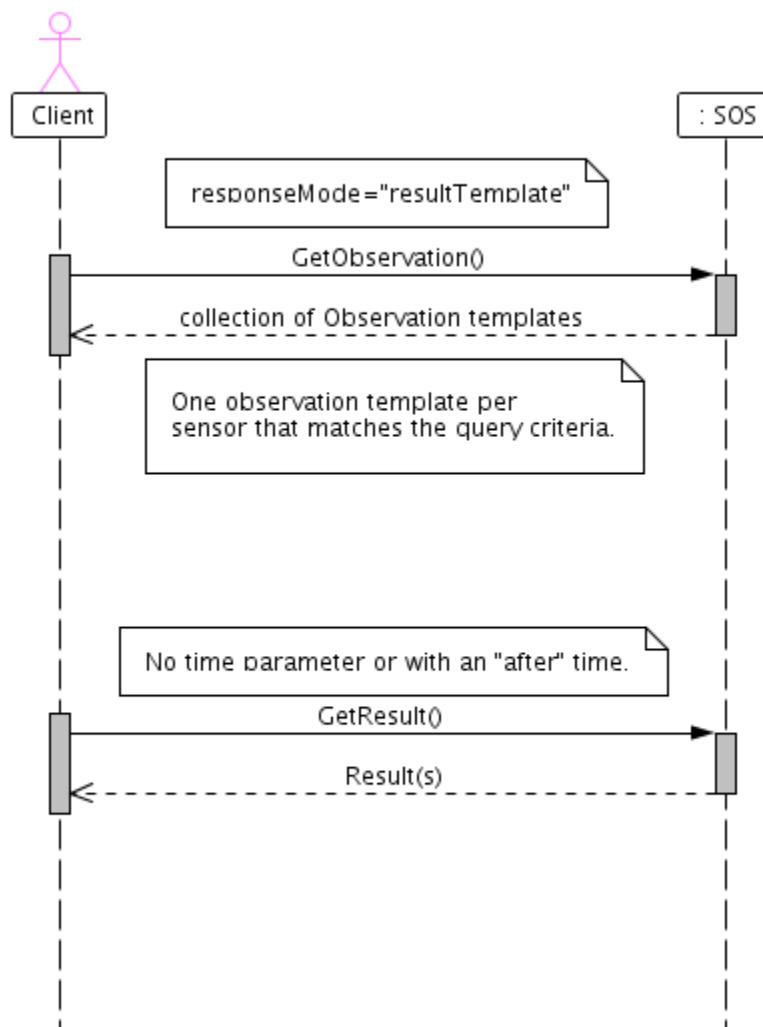 Client
: SOS
responseMode="resultTemplate"
GetObservation()
collection of Observation templates
One observation template per
sensor that matches the query criteria.
No time parameter or with an "after" time.
GetResult()
Result(s)